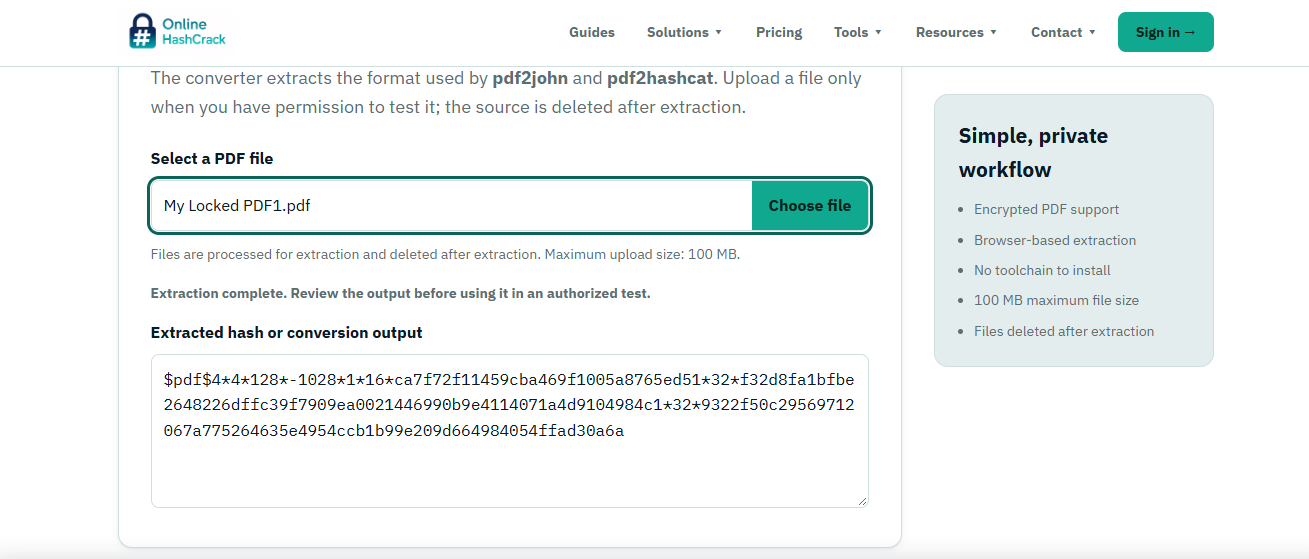 Online
HashCrack
Guides
Solutions ▼
Pricing
Tools ▼
Resources ▼
Contact ▼
Sign in →
The converter extracts the format used by pdf2john and pdf2hashcat. Upload a file only
when you have permission to test it; the source is deleted after extraction.
Select a PDF file
My Locked PDF1.pdf
Choose file
Files are processed for extraction and deleted after extraction. Maximum upload size: 100 MB.
Extraction complete. Review the output before using it in an authorized test.
Extracted hash or conversion output
$pdf$4*4*128*-1028*1*16*ca7f72f11459cba469f1005a8765ed51*32*f32d8fa1bfbe
2648226dffc39f7909ea0021446990b9e4114071a4d9104984c1*32*9322f50c29569712
067a775264635e4954ccb1b99e209d664984054ffad30a6a
Simple, private
workflow
Encrypted PDF support
Browser-based extraction
No toolchain to install
100 MB maximum file size
Files deleted after extraction